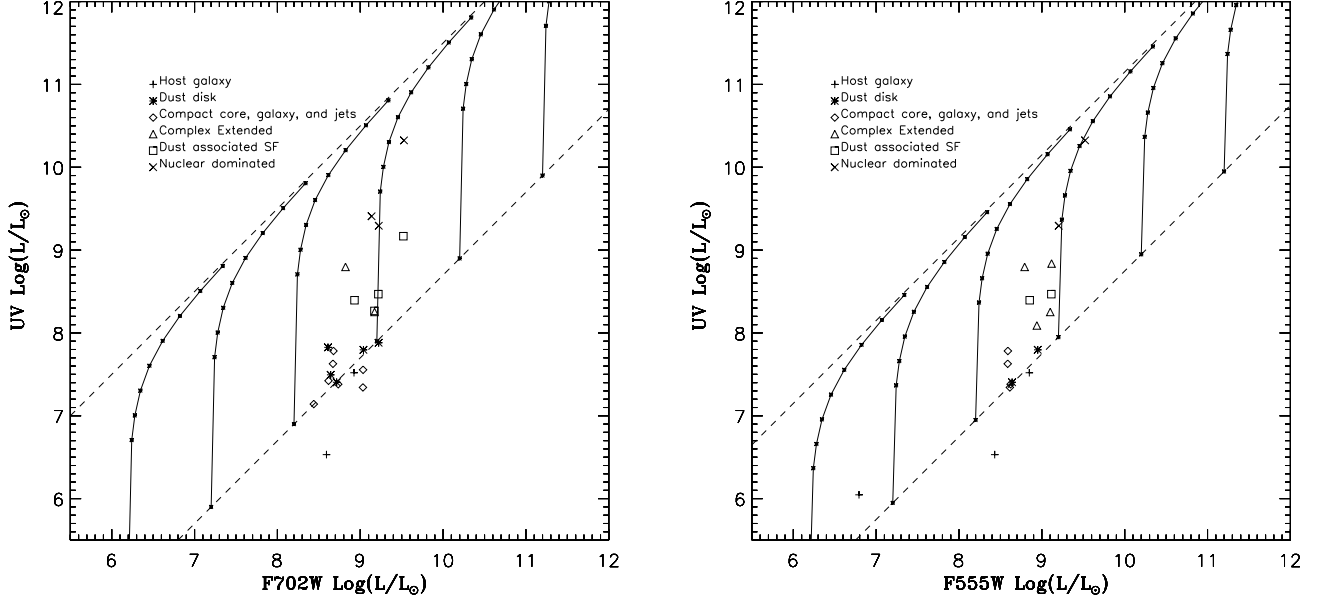 12
11
10
9
8
7
6
UV Log(L/L⊙)
+ Host galaxy
✱ Dust disk
◇ Compact core, galaxy, and jets
△ Complex Extended
□ Dust associated SF
× Nuclear dominated
6 7 8 9 10 11 12
F702W Log(L/L⊙)
12
11
10
9
8
7
6
UV Log(L/L⊙)
+ Host galaxy
✱ Dust disk
◇ Compact core, galaxy, and jets
△ Complex Extended
□ Dust associated SF
× Nuclear dominated
6 7 8 9 10 11 12
F555W Log(L/L⊙)